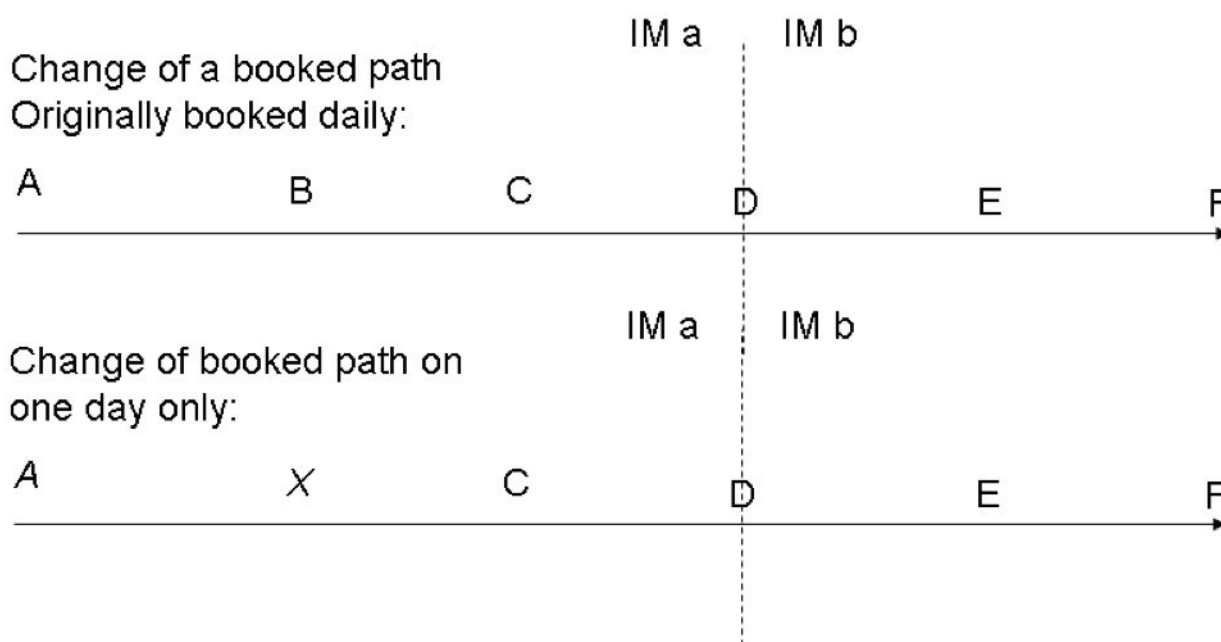 IM a IM b
Change of a booked path
Originally booked daily:
A B C D E F
IM a IM b
Change of booked path on
one day only:
A X C D E F